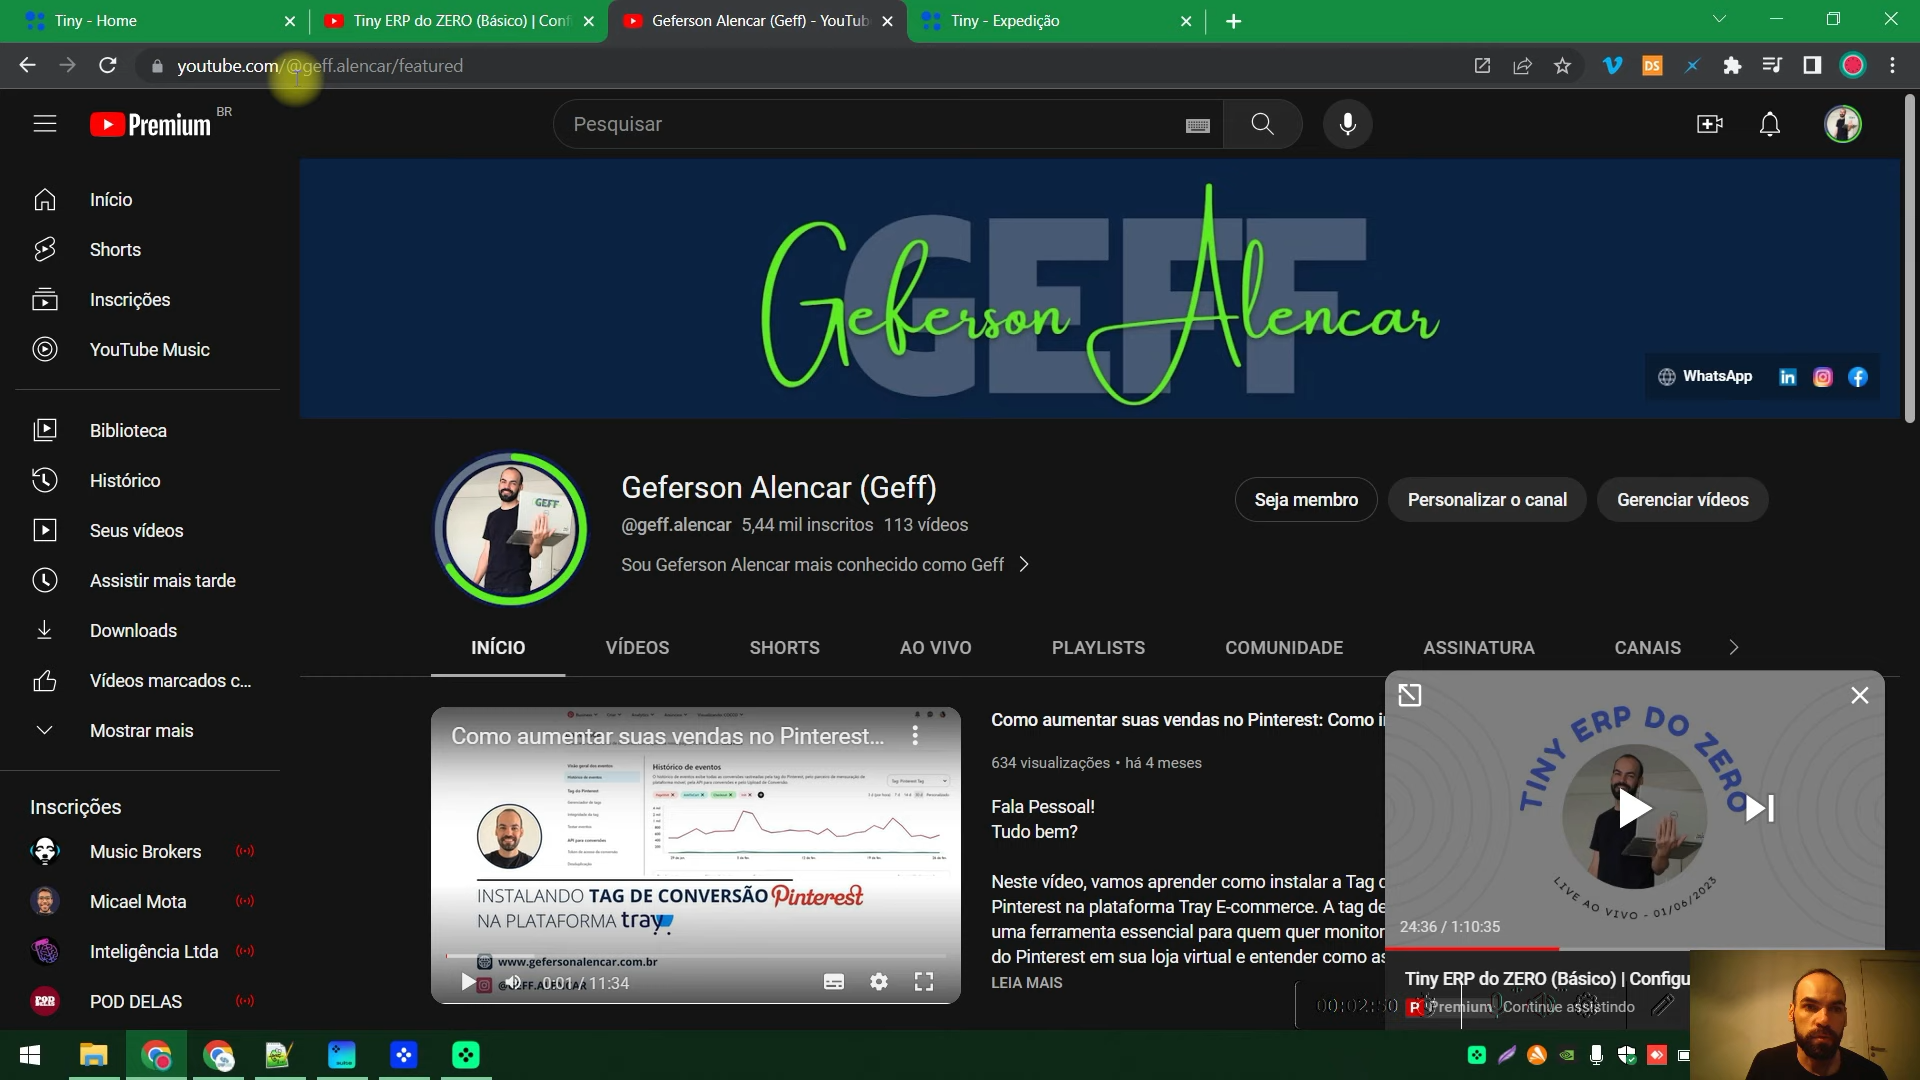 Tiny - Home
Tiny ERP do ZERO (Básico) | Conf
Geferson Alencar (Geff) - YouTub
Tiny - Expedição
youtube.com/@geff.alencar/featured
Premium BR
Pesquisar
Início
Shorts
Inscrições
YouTube Music
Biblioteca
Histórico
Seus vídeos
Assistir mais tarde
Downloads
Vídeos marcados c...
Mostrar mais
Inscrições
Music Brokers
Micael Mota
Inteligência Ltda
POD DELAS
GEFF
Geferson Alencar
WhatsApp
Geferson Alencar (Geff)
@geff.alencar 5,44 mil inscritos 113 vídeos
Sou Geferson Alencar mais conhecido como Geff
Seja membro
Personalizar o canal
Gerenciar vídeos
INÍCIO
VÍDEOS
SHORTS
AO VIVO
PLAYLISTS
COMUNIDADE
ASSINATURA
CANAIS
Como aumentar suas vendas no Pinterest...
Histórico de eventos
INSTALANDO TAG DE CONVERSÃO Pinterest
NA PLATAFORMA tray
www.gefersonalencar.com.br
0:01 / 11:34
Como aumentar suas vendas no Pinterest: Como i
634 visualizações • há 4 meses
Fala Pessoal!
Tudo bem?
Neste vídeo, vamos aprender como instalar a Tag d
Pinterest na plataforma Tray E-commerce. A tag de
uma ferramenta essencial para quem quer monitor
do Pinterest em sua loja virtual e entender como as
LEIA MAIS
TINY ERP DO ZERO
LIVE AO VIVO - 01/06/2023
24:36 / 1:10:35
Tiny ERP do ZERO (Básico) | Configu
Premium Continue assistindo
00:02:50